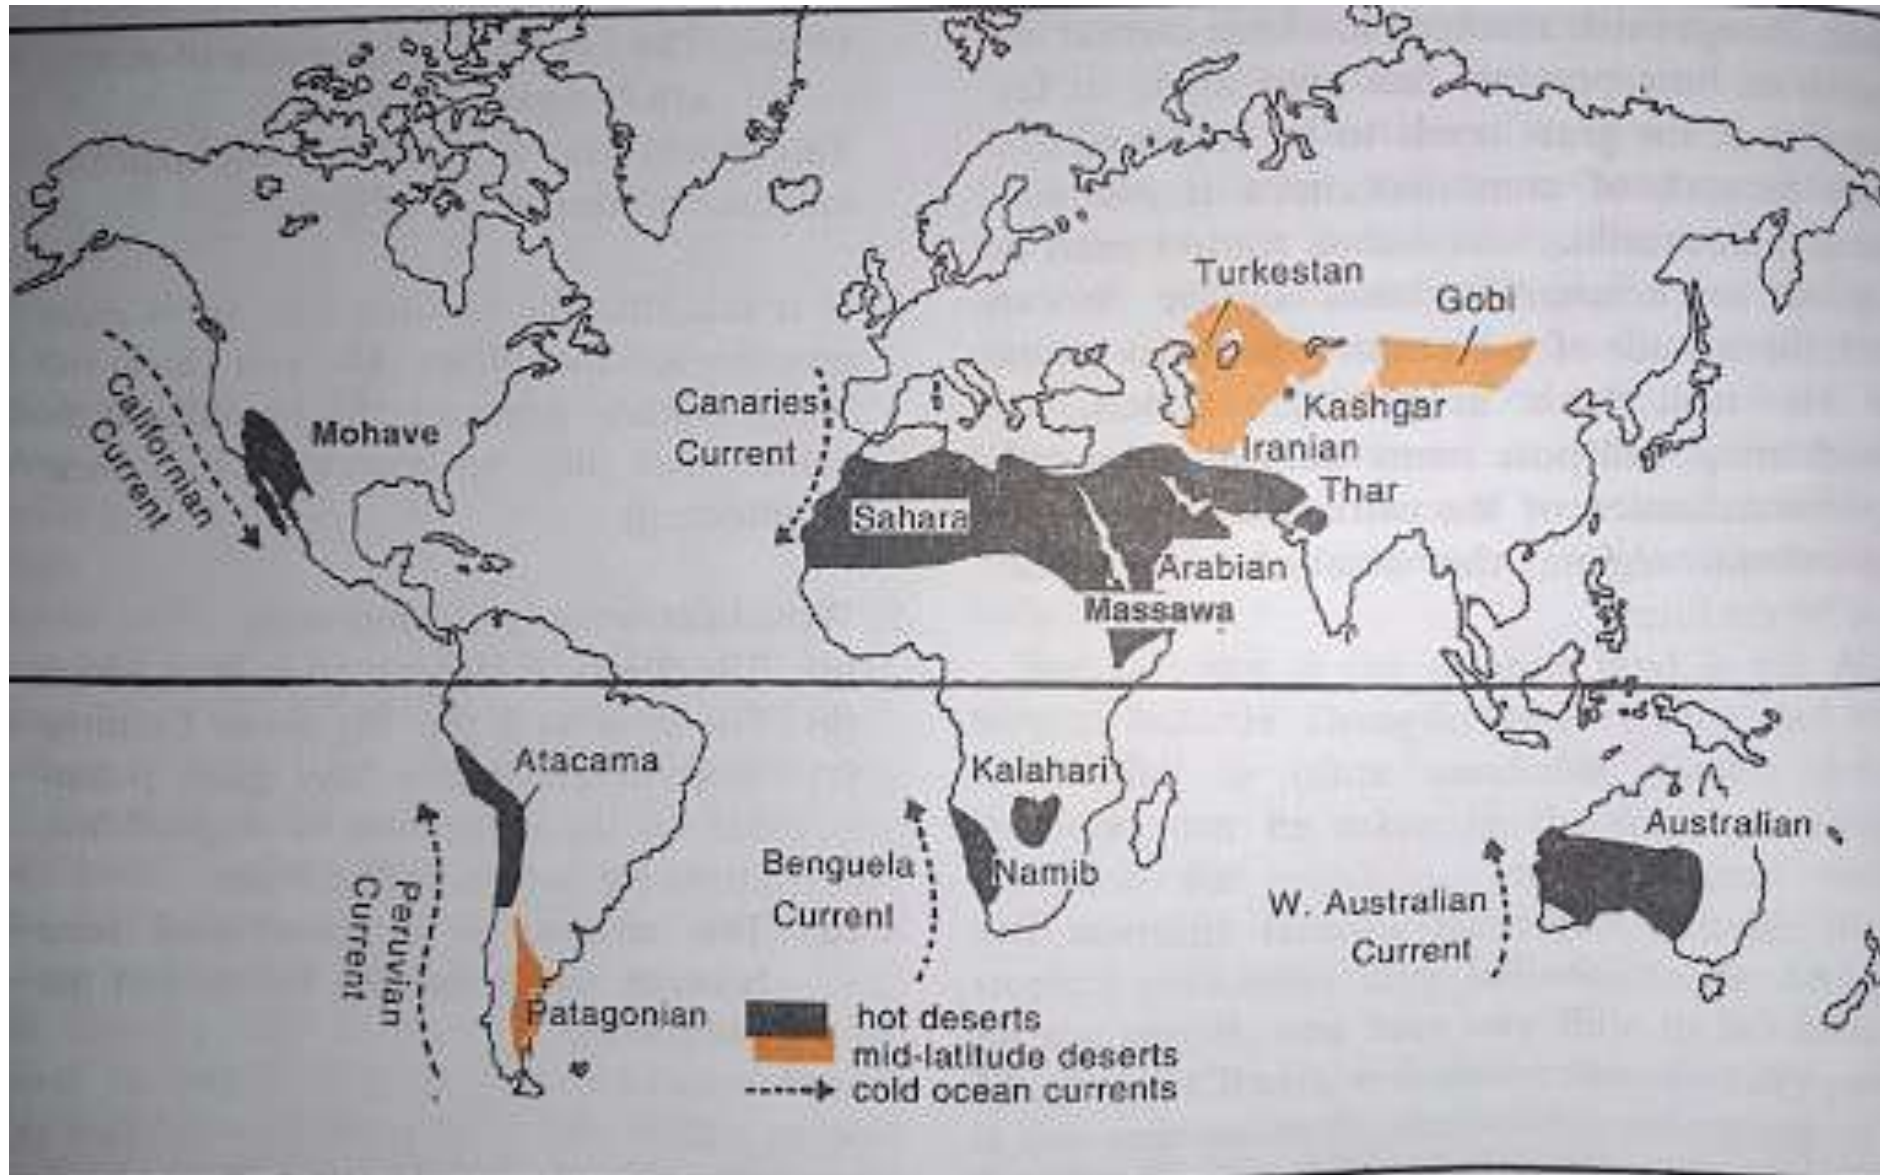 Turkestan
Gobi
Kashgar
Iranian
Thar
Californian
Current
Mohave
Canaries
Current
Sahara
Arabian
Massawa
Atacama
Kalahari
Namib
Australian
Peruvian
Current
Benguela
Current
W. Australian
Current
Patagonian
hot deserts
mid-latitude deserts
cold ocean currents